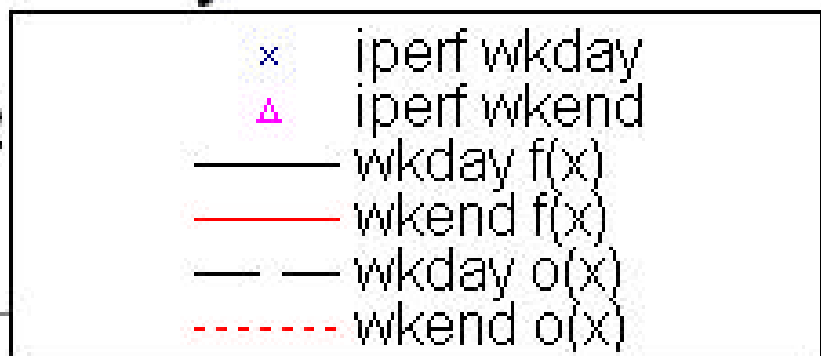 iperf wkday
iperf wkend
wkday f(x)
wkend f(x)
wkday o(x)
wkend o(x)